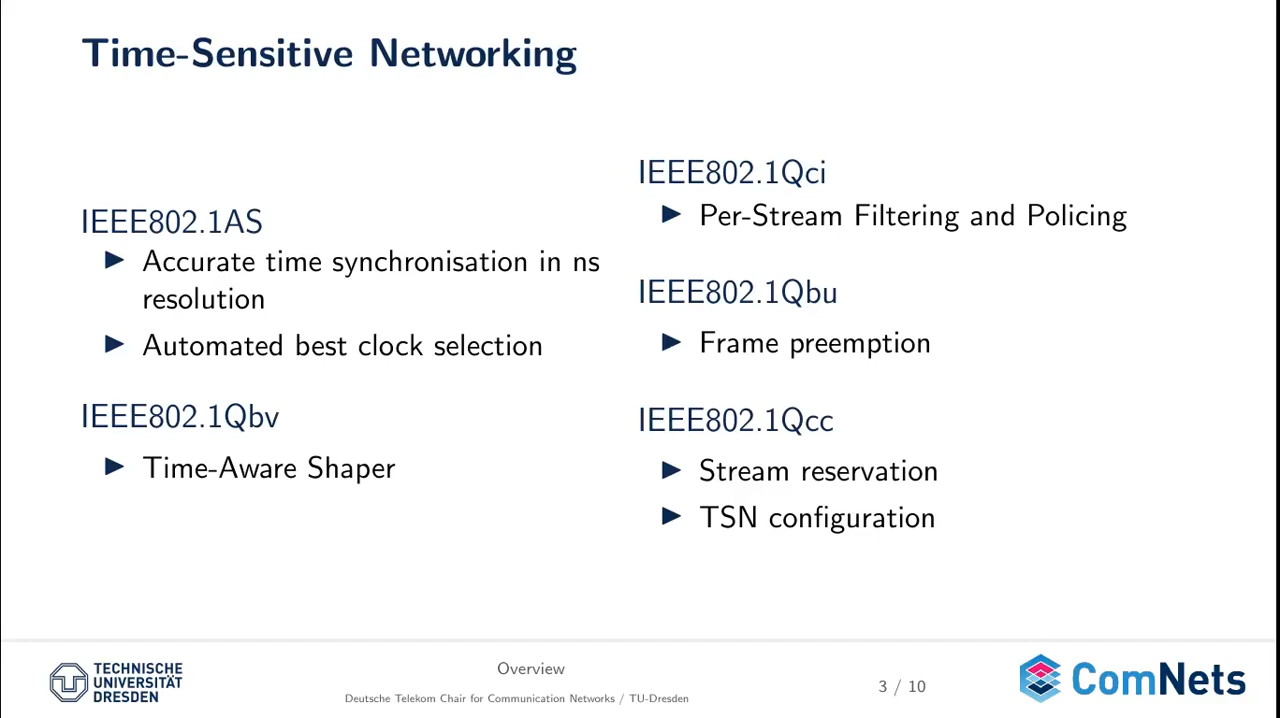 Time-Sensitive Networking
IEEE802.1AS
Accurate time synchronisation in ns
resolution
Automated best clock selection
IEEE802.1Qbv
Time-Aware Shaper
IEEE802.1Qci
Per-Stream Filtering and Policing
IEEE802.1Qbu
Frame preemption
IEEE802.1Qcc
Stream reservation
TSN configuration
TECHNISCHE
UNIVERSITÄT
DRESDEN
Overview
Deutsche Telekom Chair for Communication Networks / TU-Dresden
3 / 10
ComNets